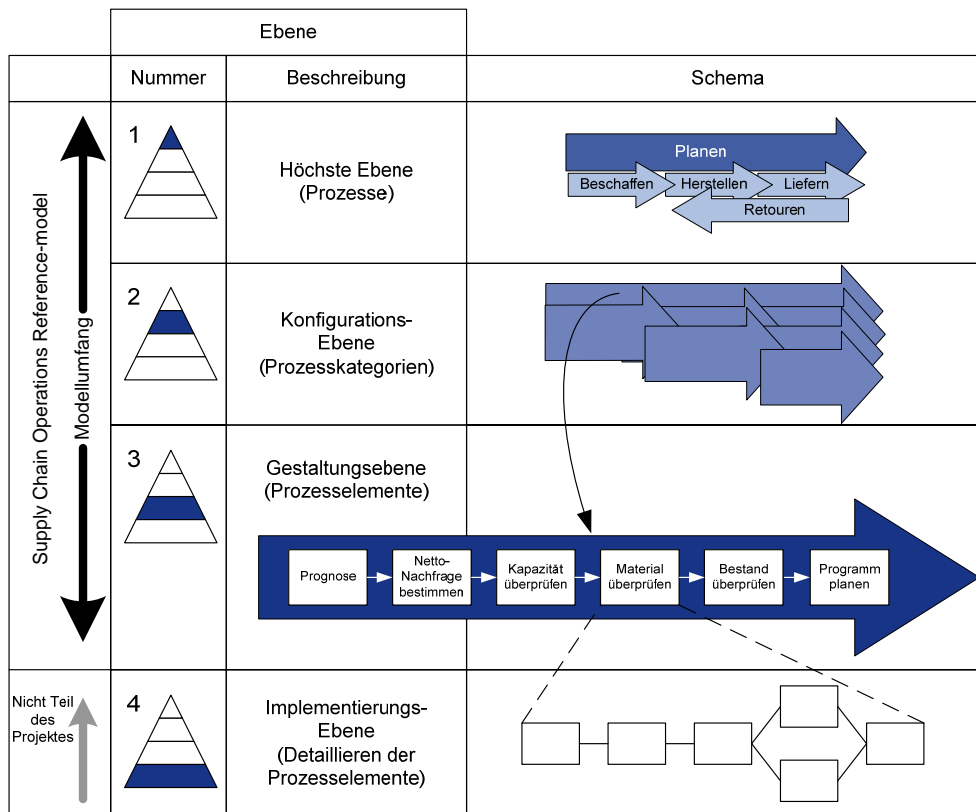 Ebene
Nummer
Beschreibung
Schema
Supply Chain Operations Reference-model
Modellumfang
1
Höchste Ebene
(Prozesse)
Planen
Beschaffen
Herstellen
Liefern
Retouren
2
Konfigurations-
Ebene
(Prozesskategorien)
3
Gestaltungsebene
(Prozesselemente)
Prognose
Netto-
Nachfrage
bestimmen
Kapazität
überprüfen
Material
überprüfen
Bestand
überprüfen
Programm
planen
Nicht Teil
des
Projektes
4
Implementierungs-
Ebene
(Detaillieren der
Prozesselemente)